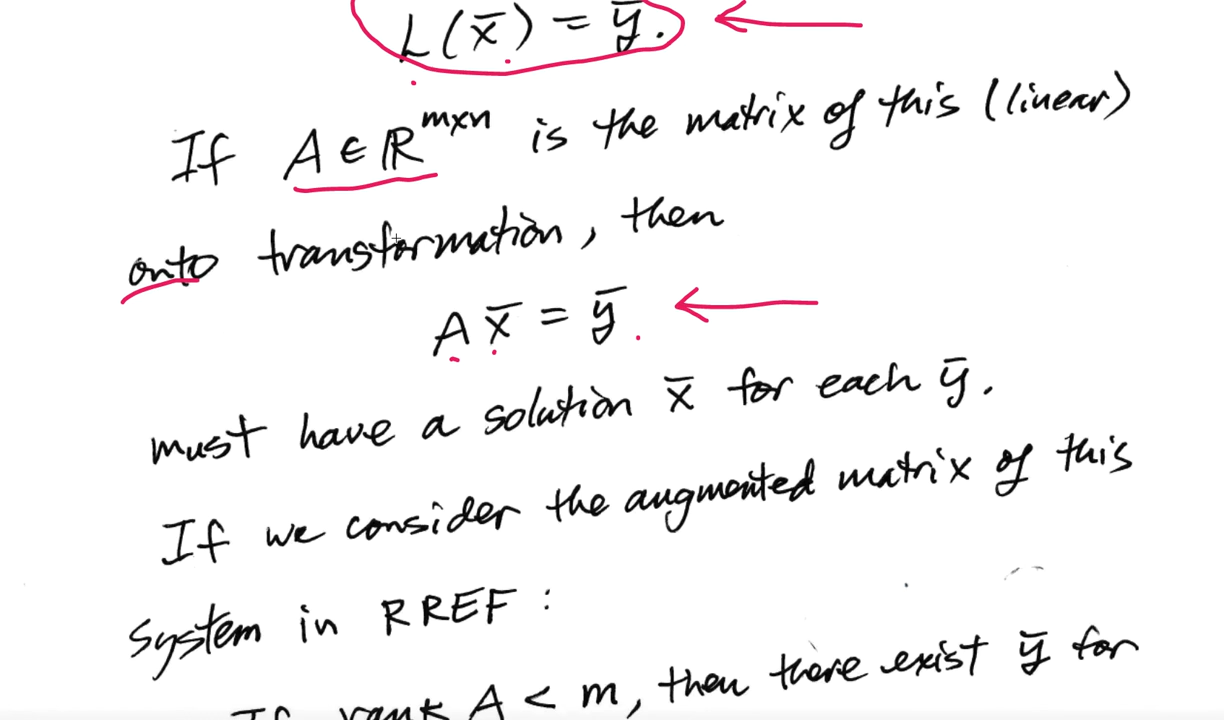 L(x̄) = ȳ.
If A ∈ ℝ^{m×n} is the matrix of this (linear)
onto transformation, then
A x̄ = ȳ.
must have a solution x̄ for each ȳ.
If we consider the augmented matrix of this
system in RREF :
If rank A < m, then there exist ȳ for